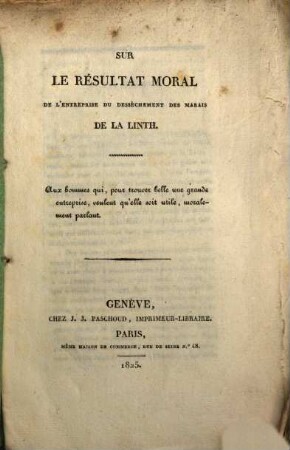 SUR
LE RÉSULTAT MORAL
DE L'ENTREPRISE DU DESSÈCHEMENT DES MARAIS
DE LA LINTH.
Aux hommes qui, pour trouver belle une grande
entreprise, veulent qu'elle soit utile, morale-
ment parlant.
GENÈVE,
CHEZ J. J. PASCHOUD, IMPRIMEUR-LIBRAIRE.
PARIS,
MÊME MAISON DE COMMERCE, RUE DE SEINE N.º 48.
1825.